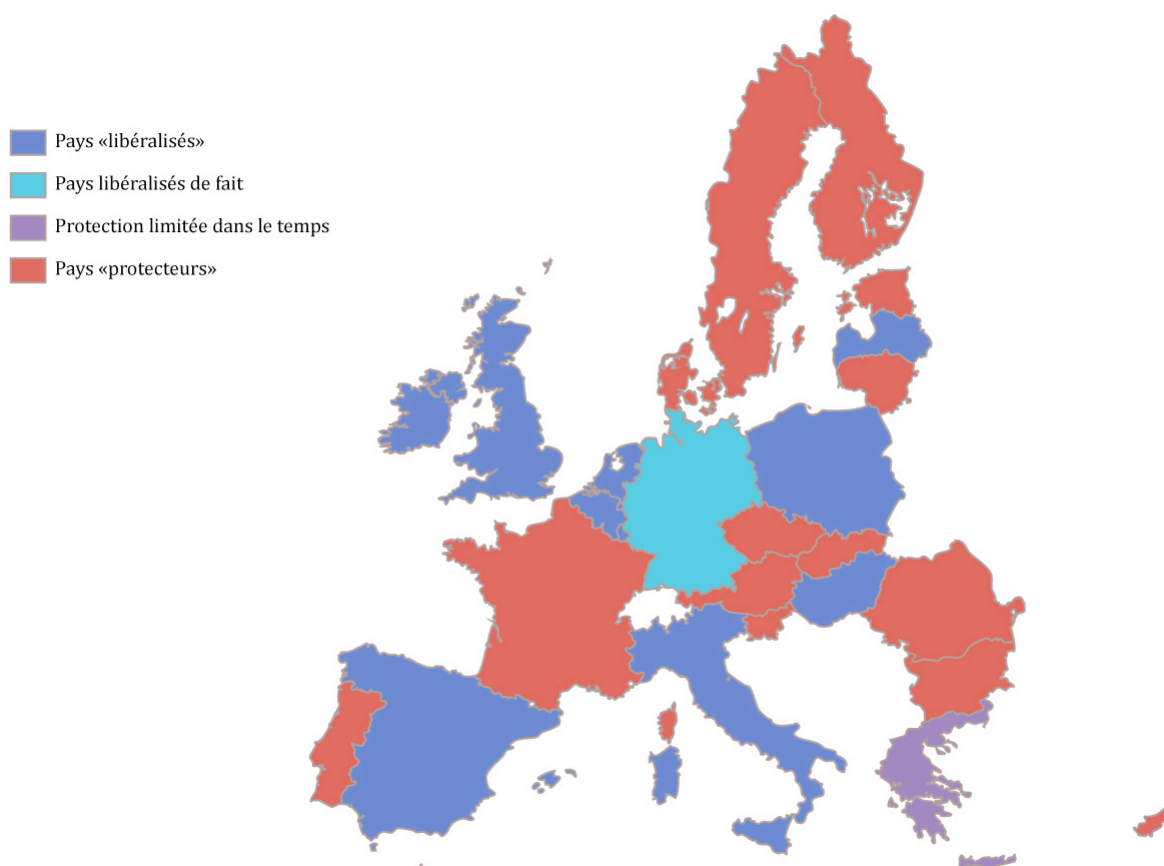 Pays «libéralisés»
Pays libéralisés de fait
Protection limitée dans le temps
Pays «protecteurs»